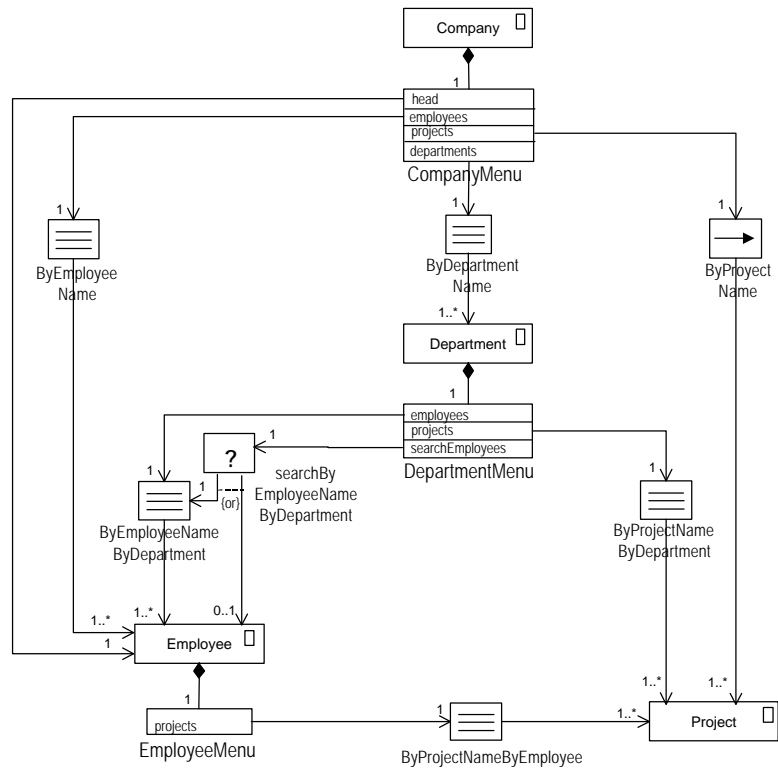 Company
1
head
employees
projects
departments
CompanyMenu
1
1
1
ByEmployee
Name
ByDepartment
Name
ByProyect
Name
1..*
Department
1
employees
projects
searchEmployees
DepartmentMenu
1
?
searchBy
EmployeeName
ByDepartment
1
1
{or}
1
ByEmployeeName
ByDepartment
ByProjectName
ByDepartment
1..*
1..*
0..1
1
Employee
1
projects
EmployeeMenu
1
ByProjectNameByEmployee
1..*
1..*
1..*
Project